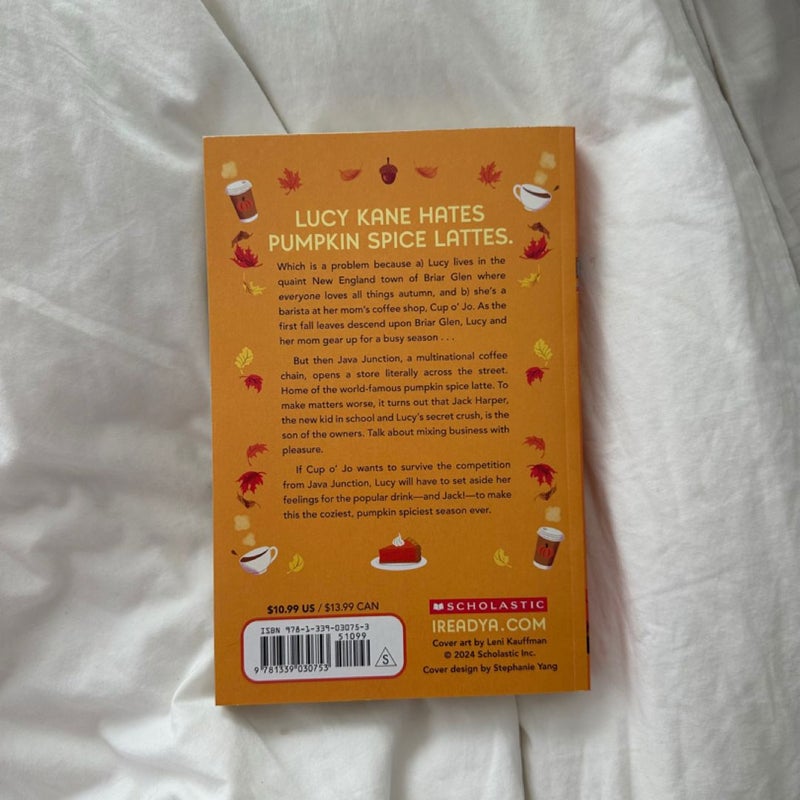 LUCY KANE HATES
PUMPKIN SPICE LATTES.
Which is a problem because a) Lucy lives in the
quaint New England town of Briar Glen where
everyone loves all things autumn, and b) she's a
barista at her mom's coffee shop, Cup o' Jo. As the
first fall leaves descend upon Briar Glen, Lucy and
her mom gear up for a busy season . . .
But then Java Junction, a multinational coffee
chain, opens a store literally across the street.
Home of the world-famous pumpkin spice latte. To
make matters worse, it turns out that Jack Harper,
the new kid in school and Lucy's secret crush, is the
son of the owners. Talk about mixing business with
pleasure.
If Cup o' Jo wants to survive the competition
from Java Junction, Lucy will have to set aside her
feelings for the popular drink—and Jack!—to make
this the coziest, pumpkin spiciest season ever.
$10.99 US / $13.99 CAN
ISBN 978-1-339-03075-3
51099
9 781339 030753
S
SCHOLASTIC
IREADYA.COM
Cover art by Leni Kauffman
© 2024 Scholastic Inc.
Cover design by Stephanie Yang